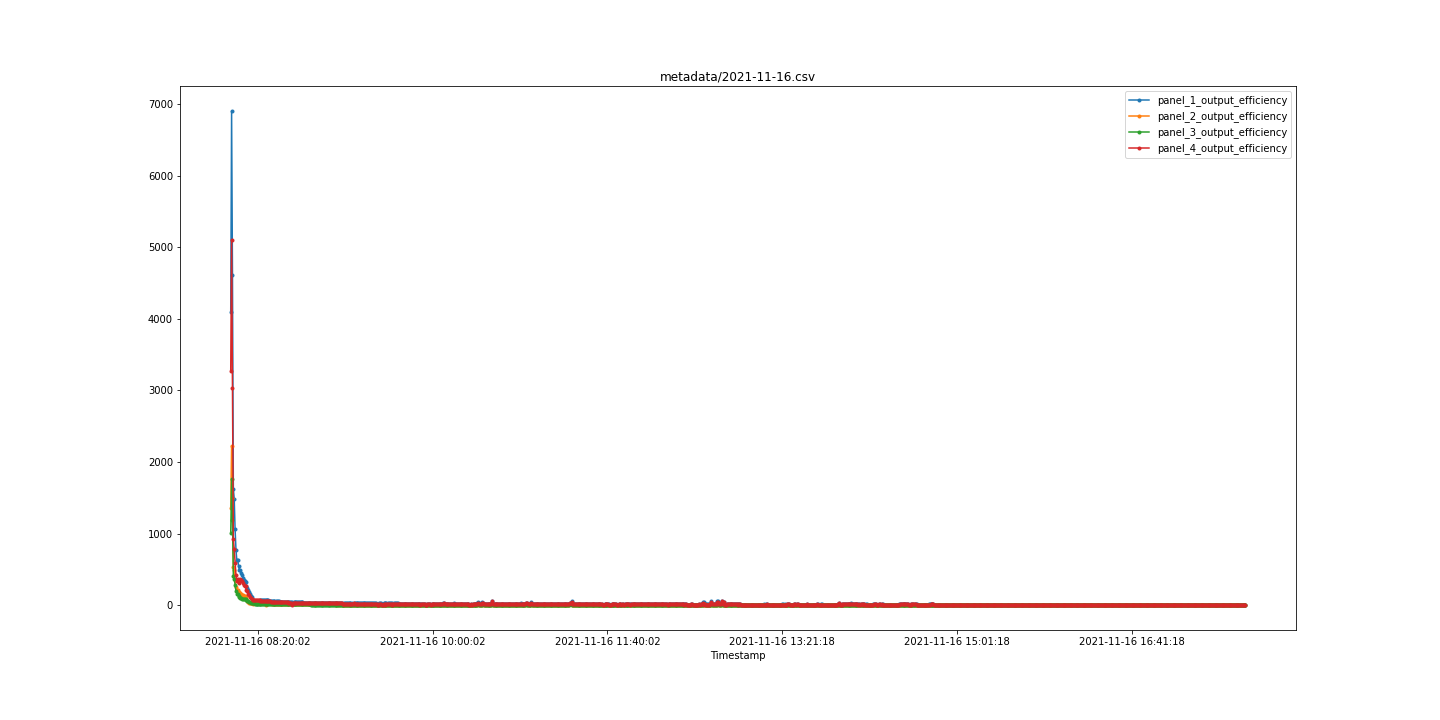 metadata/2021-11-16.csv
panel_1_output_efficiency
panel_2_output_efficiency
panel_3_output_efficiency
panel_4_output_efficiency
7000
6000
5000
4000
3000
2000
1000
0
2021-11-16 08:20:02 2021-11-16 10:00:02 2021-11-16 11:40:02 2021-11-16 13:21:18 2021-11-16 15:01:18 2021-11-16 16:41:18
Timestamp